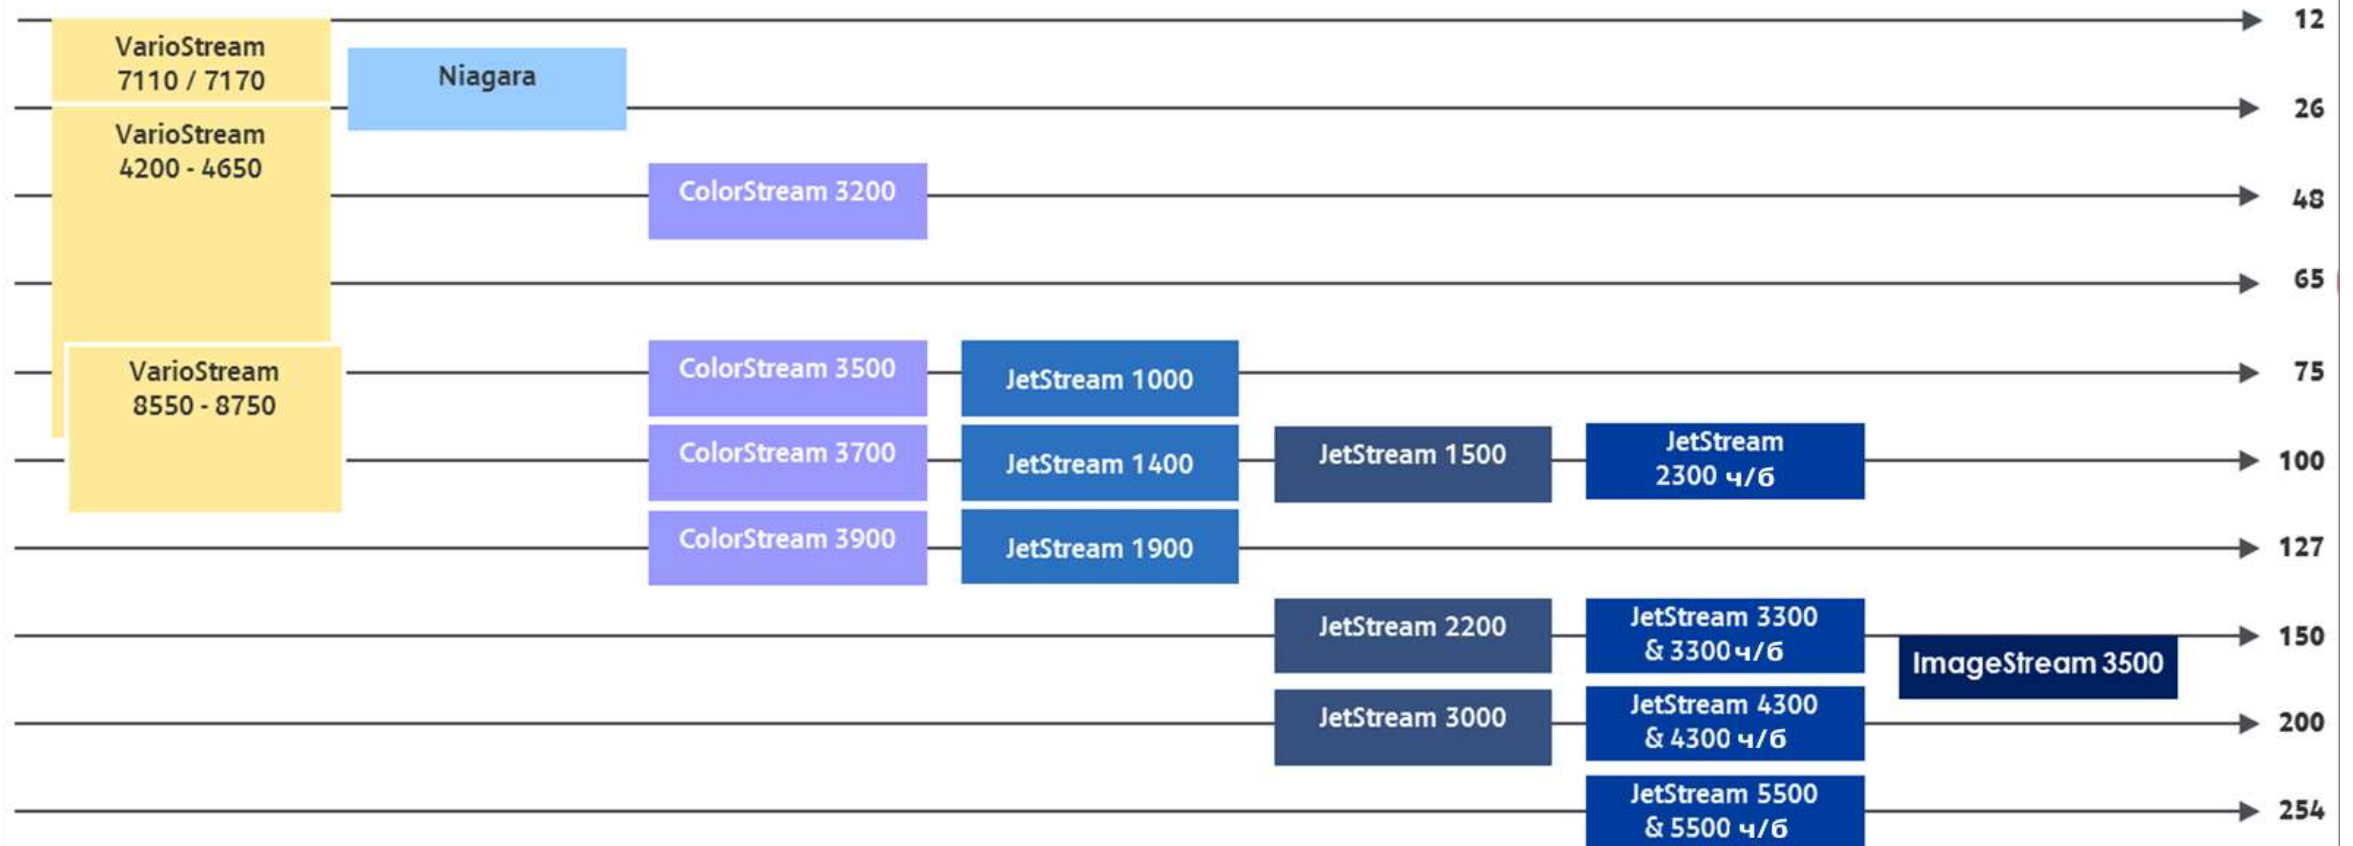 12
VarioStream
7110 / 7170
Niagara
26
VarioStream
4200 - 4650
ColorStream 3200
48
65
VarioStream
8550 - 8750
ColorStream 3500
JetStream 1000
75
ColorStream 3700
JetStream 1400
JetStream 1500
JetStream
2300 ч/б
100
ColorStream 3900
JetStream 1900
127
JetStream 2200
JetStream 3300
& 3300 ч/б
ImageStream 3500
150
JetStream 3000
JetStream 4300
& 4300 ч/б
200
JetStream 5500
& 5500 ч/б
254